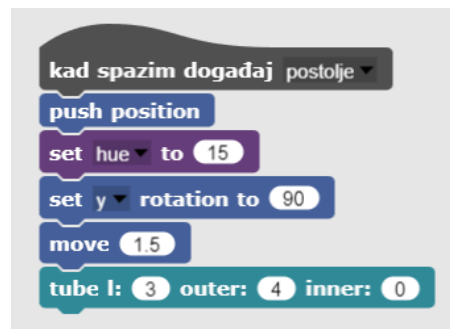 kad spazim događaj postolje
push position
set hue to 15
set y rotation to 90
move 1.5
tube l: 3 outer: 4 inner: 0